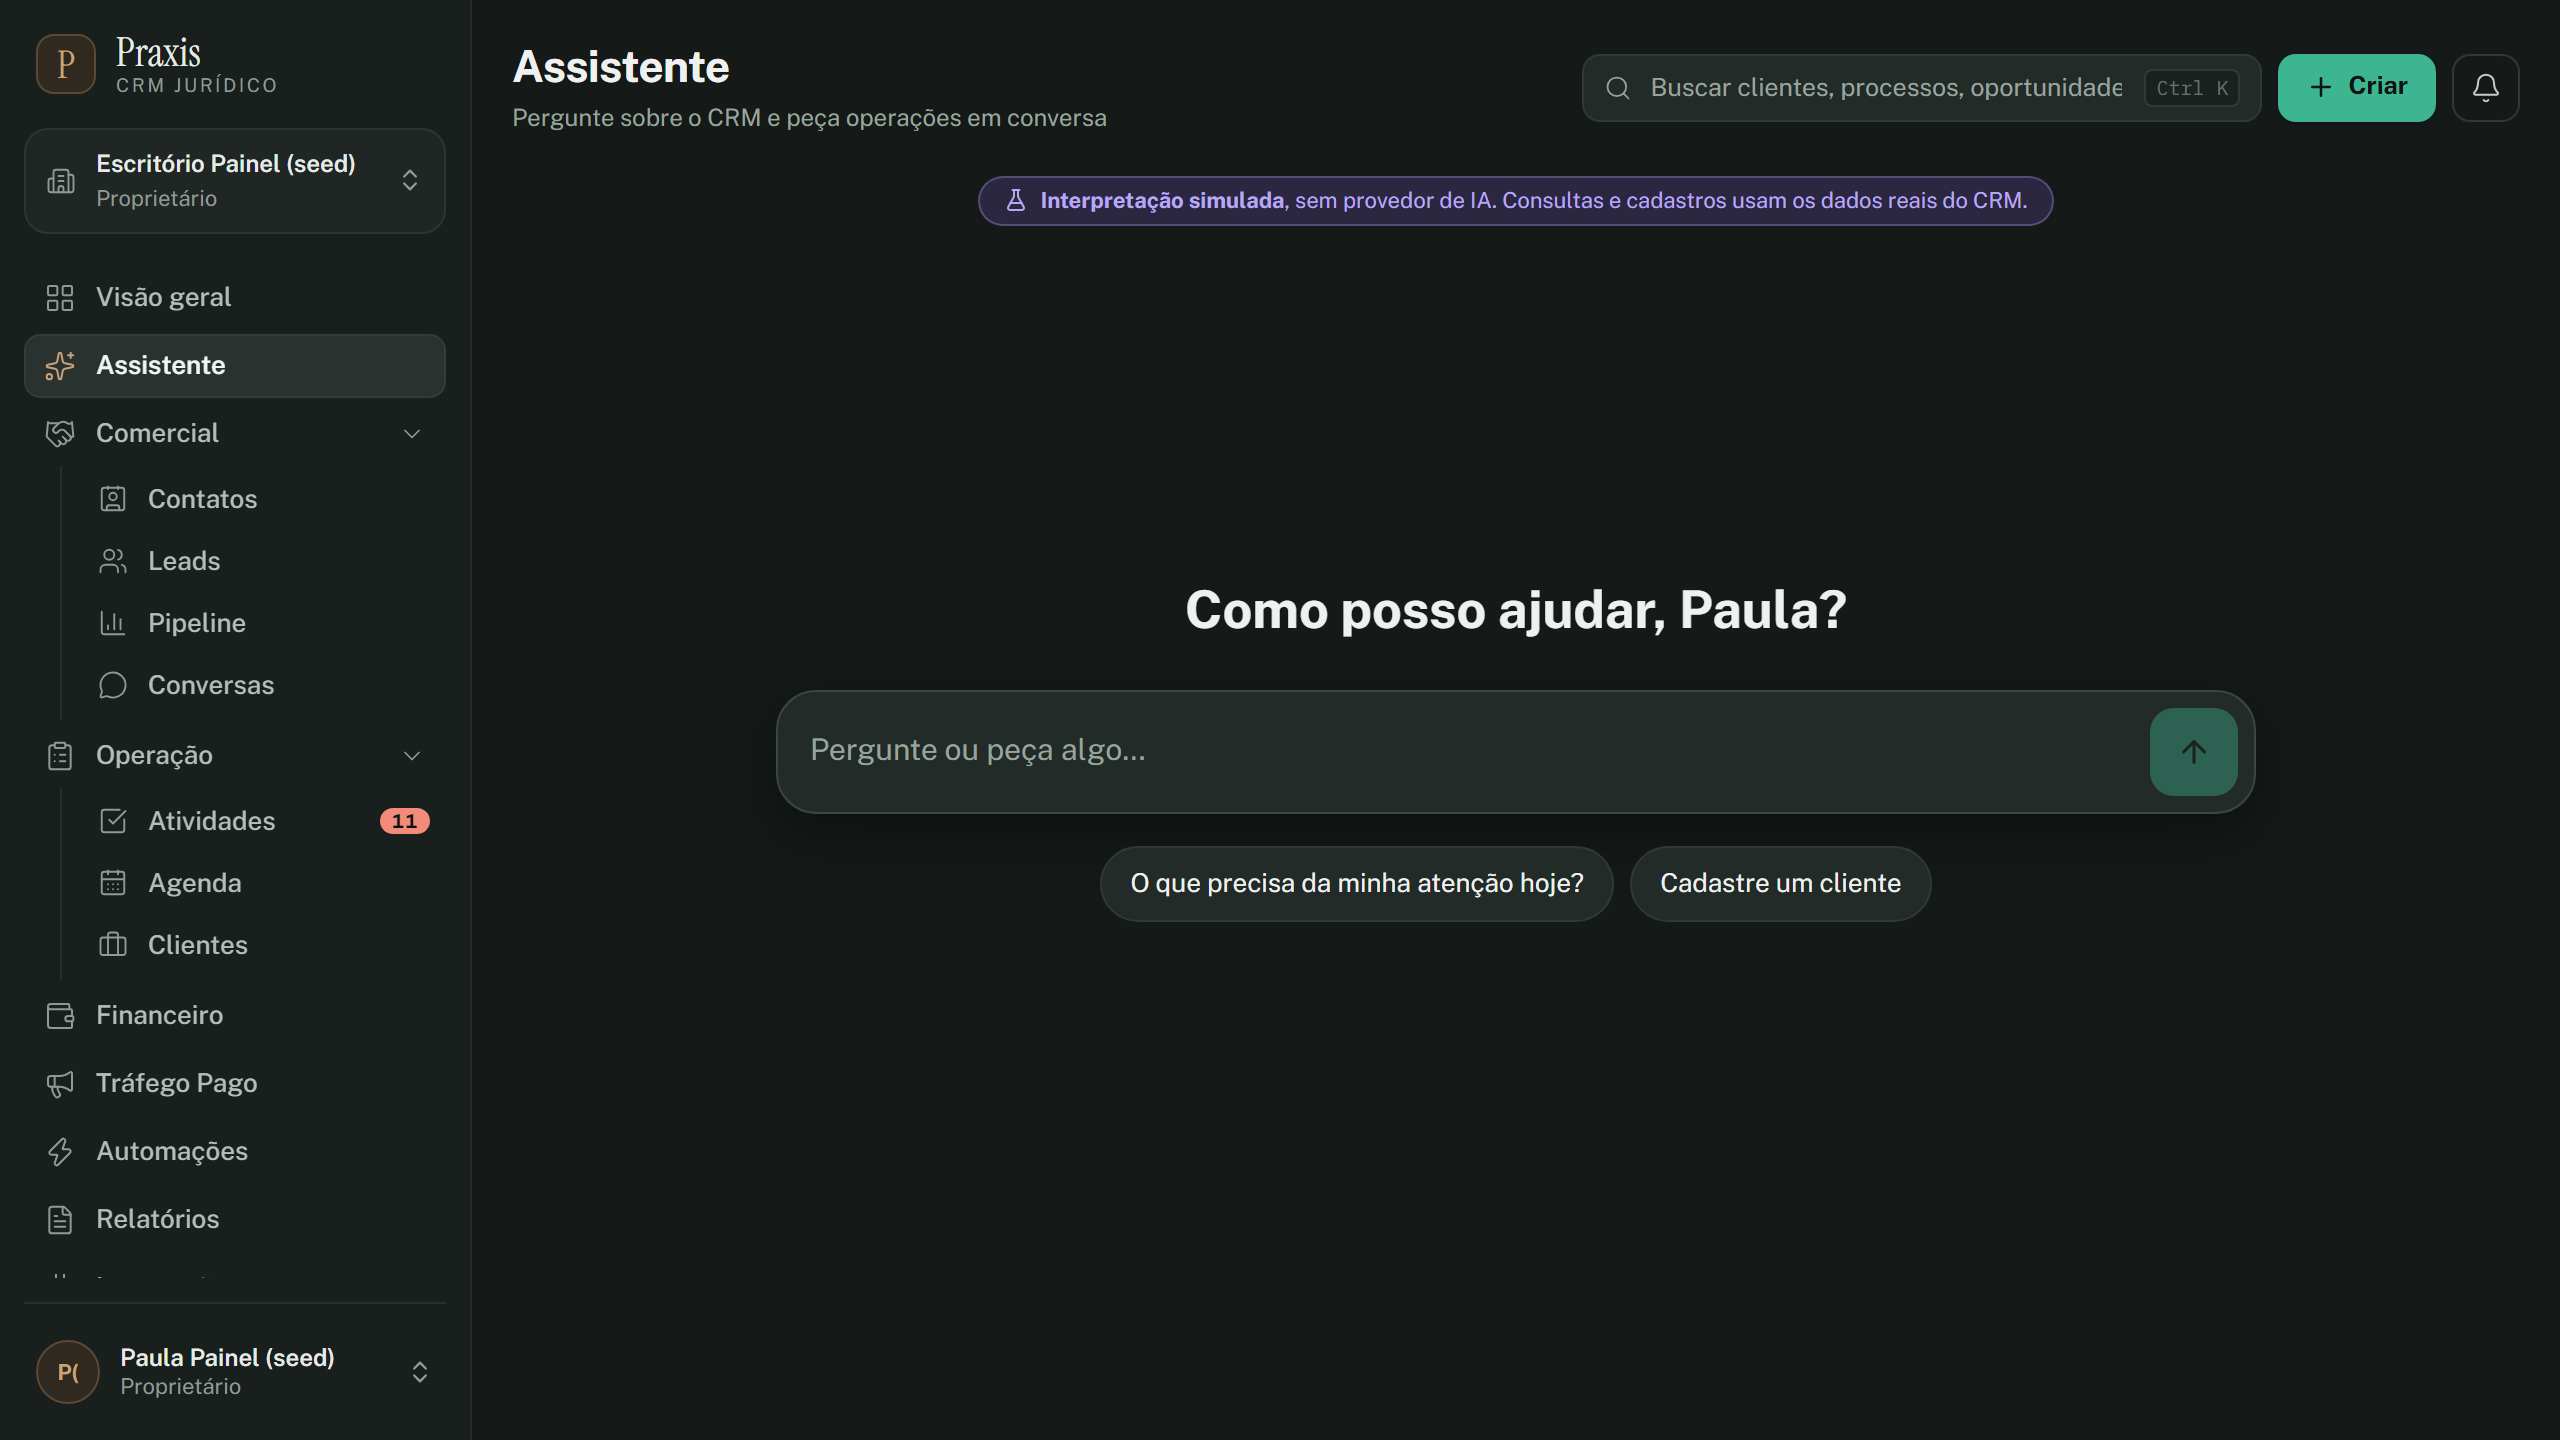 P
Praxis
CRM JURÍDICO
Escritório Painel (seed)
Proprietário
Visão geral
Assistente
Comercial
Contatos
Leads
Pipeline
Conversas
Operação
Atividades
11
Agenda
Clientes
Financeiro
Tráfego Pago
Automações
Relatórios
P(
Paula Painel (seed)
Proprietário
Assistente
Pergunte sobre o CRM e peça operações em conversa
Buscar clientes, processos, oportunidade
Ctrl K
+ Criar
Interpretação simulada, sem provedor de IA. Consultas e cadastros usam os dados reais do CRM.
Como posso ajudar, Paula?
Pergunte ou peça algo...
O que precisa da minha atenção hoje?
Cadastre um cliente